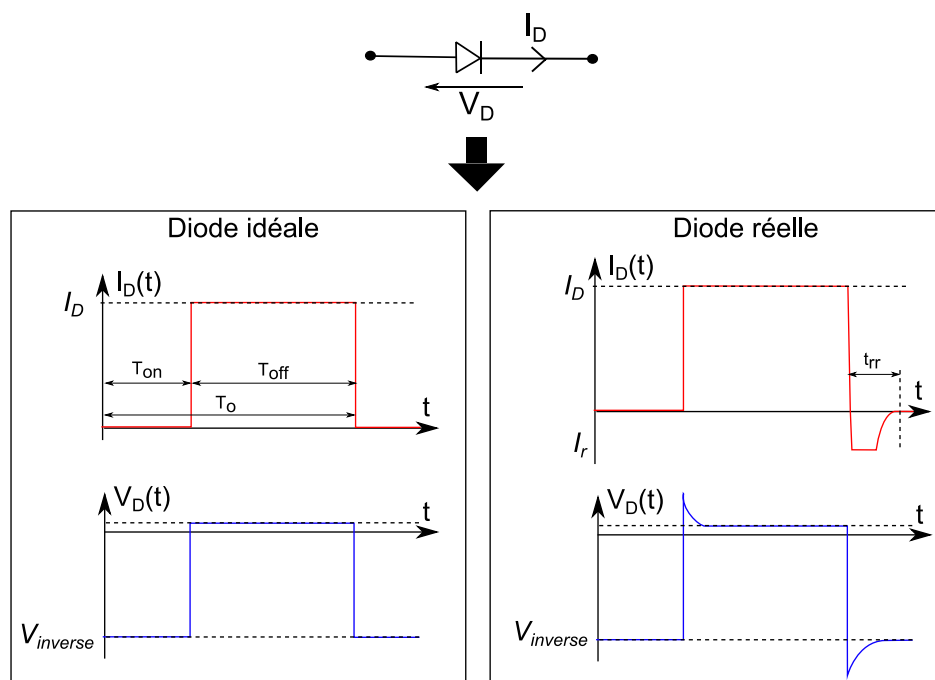 I_D
V_D
Diode idéale
I_D(t)
I_D
T_on
T_off
T_o
t
V_D(t)
t
V_inverse
Diode réelle
I_D(t)
I_D
t_rr
t
I_r
V_D(t)
t
V_inverse